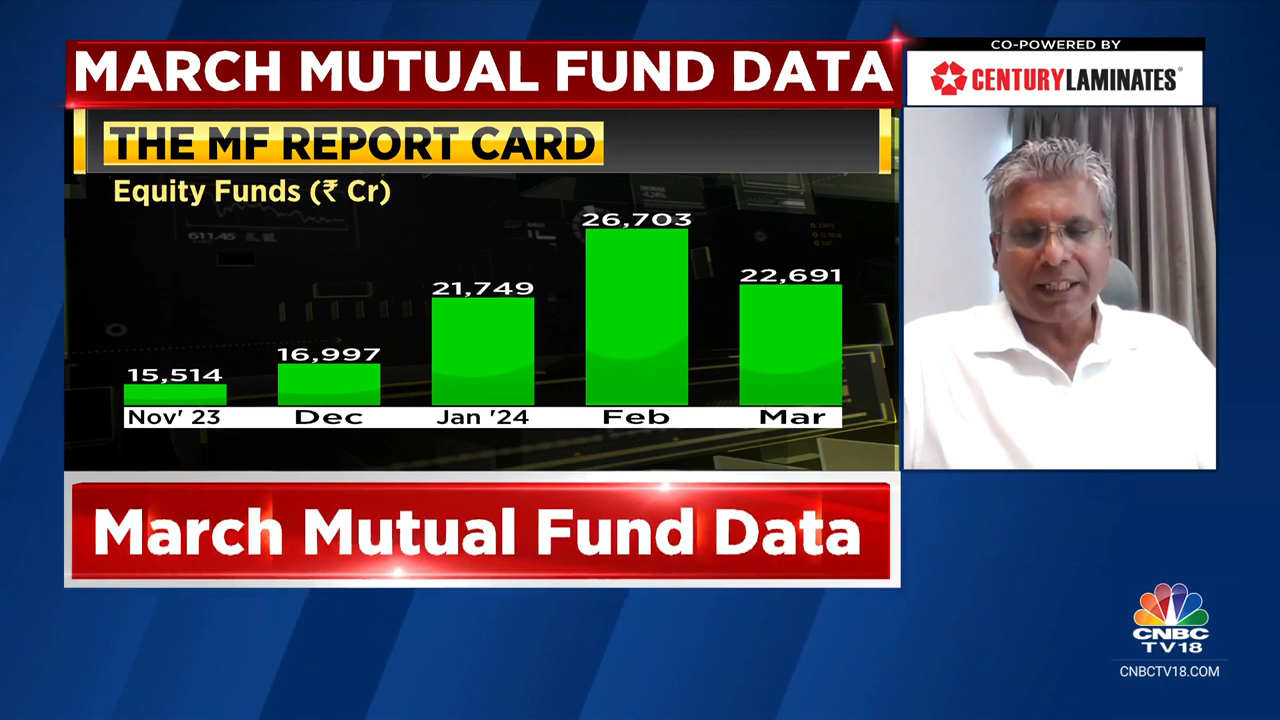 MARCH MUTUAL FUND DATA
CO-POWERED BY
CENTURYLAMINATES®
THE MF REPORT CARD
Equity Funds (₹ Cr)
611.45
15,514
16,997
21,749
26,703
22,691
Nov' 23
Dec
Jan '24
Feb
Mar
March Mutual Fund Data
CNBC
TV18
CNBCTV18.COM